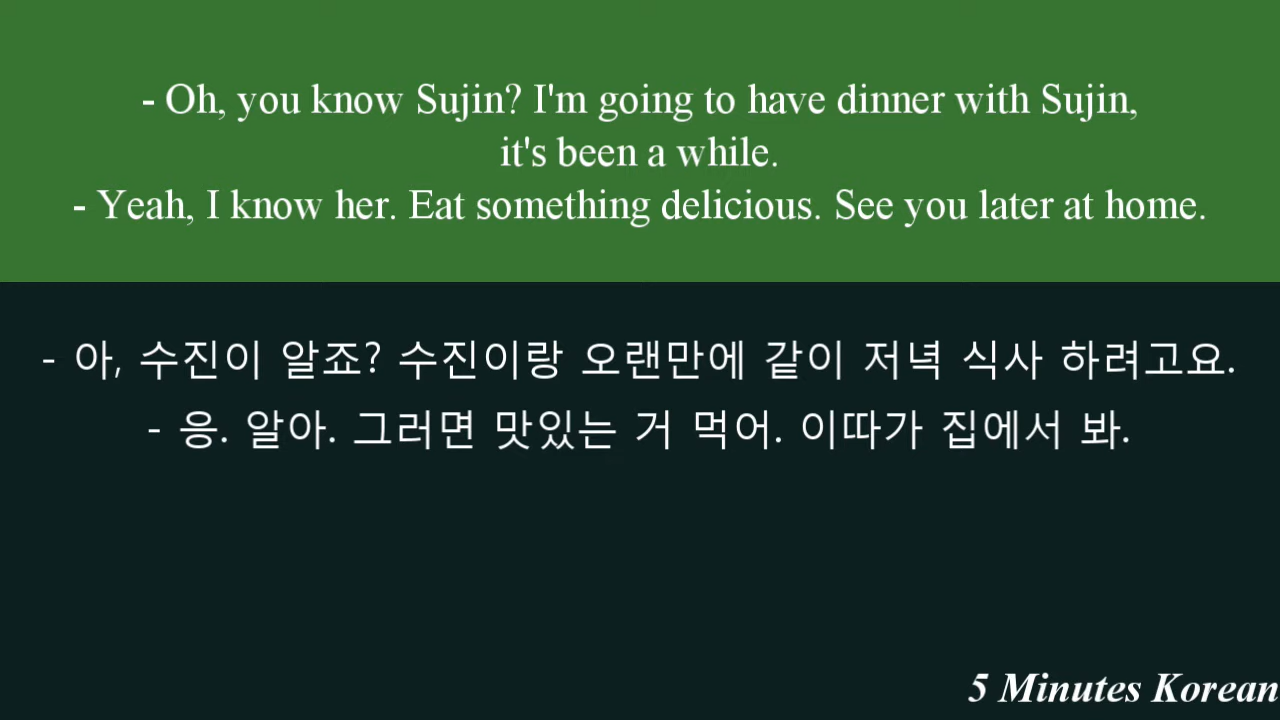 - Oh, you know Sujin? I'm going to have dinner with Sujin,
it's been a while.
- Yeah, I know her. Eat something delicious. See you later at home.
- 아, 수진이 알죠? 수진이랑 오랜만에 같이 저녁 식사 하려고요.
- 응. 알아. 그러면 맛있는 거 먹어. 이따가 집에서 봐.
5 Minutes Korean